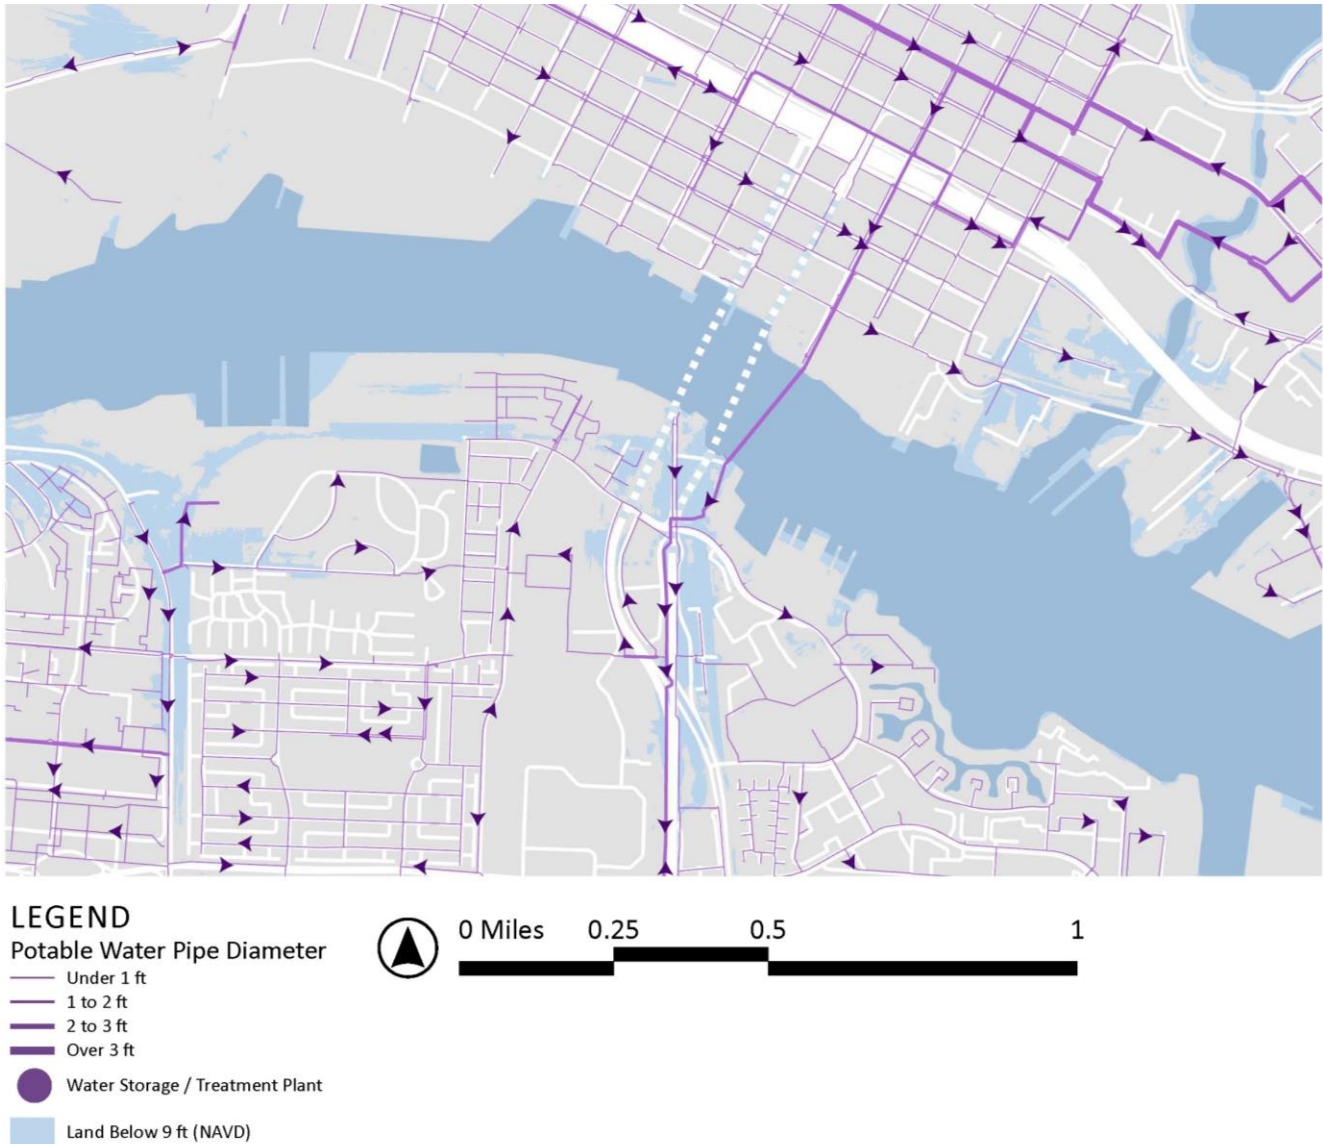 LEGEND
Potable Water Pipe Diameter
Under 1 ft
1 to 2 ft
2 to 3 ft
Over 3 ft
Water Storage / Treatment Plant
Land Below 9 ft (NAVD)
0 Miles 0.25 0.5 1